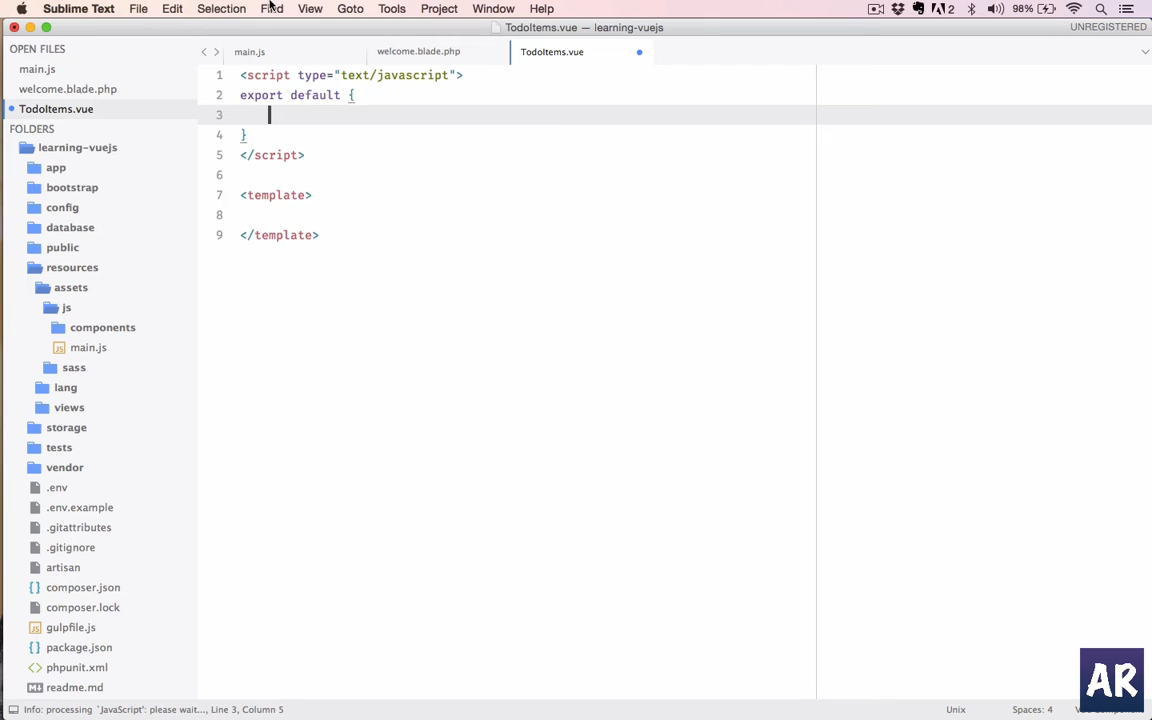 Sublime Text File Edit Selection Find View Goto Tools Project Window Help 2 98%
TodoItems.vue — learning-vuejs UNREGISTERED
OPEN FILES
main.js
welcome.blade.php
TodoItems.vue
FOLDERS
learning-vuejs
app
bootstrap
config
database
public
resources
assets
js
components
JS main.js
sass
lang
views
storage
tests
vendor
.env
.env.example
.gitattributes
.gitignore
artisan
{} composer.json
composer.lock
JS gulpfile.js
{} package.json
<> phpunit.xml
readme.md
main.js welcome.blade.php TodoItems.vue
1 <script type="text/javascript">
2 export default {
3
4 }
5 </script>
6
7 <template>
8
9 </template>
Info: processing `JavaScript': please wait..., Line 3, Column 5 Unix Spaces: 4
AR